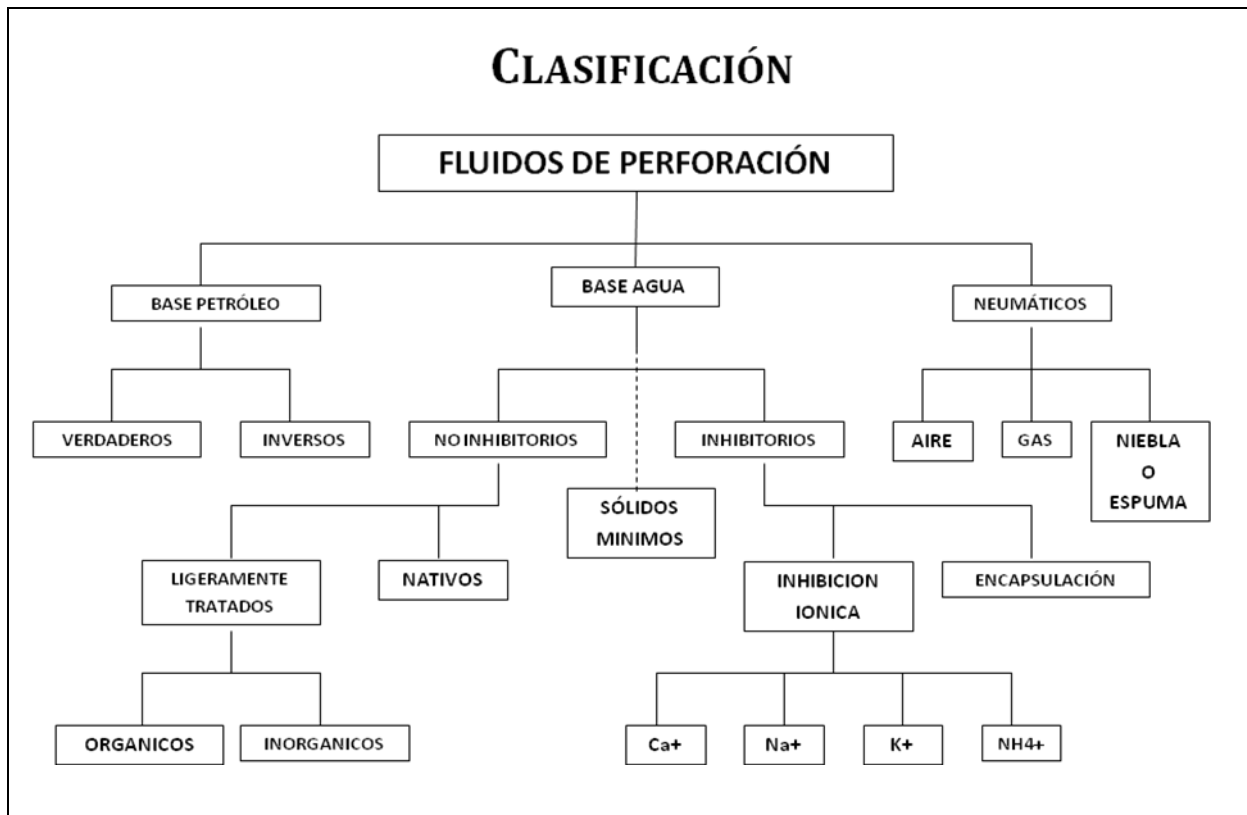 CLASIFICACIÓN
FLUIDOS DE PERFORACIÓN
BASE PETRÓLEO
BASE AGUA
NEUMÁTICOS
VERDADEROS
INVERSOS
NO INHIBITORIOS
INHIBITORIOS
AIRE
GAS
NIEBLA
O
ESPUMA
SÓLIDOS
MINIMOS
LIGERAMENTE
TRATADOS
NATIVOS
INHIBICION
IONICA
ENCAPSULACIÓN
ORGANICOS
INORGANICOS
Ca+
Na+
K+
NH4+